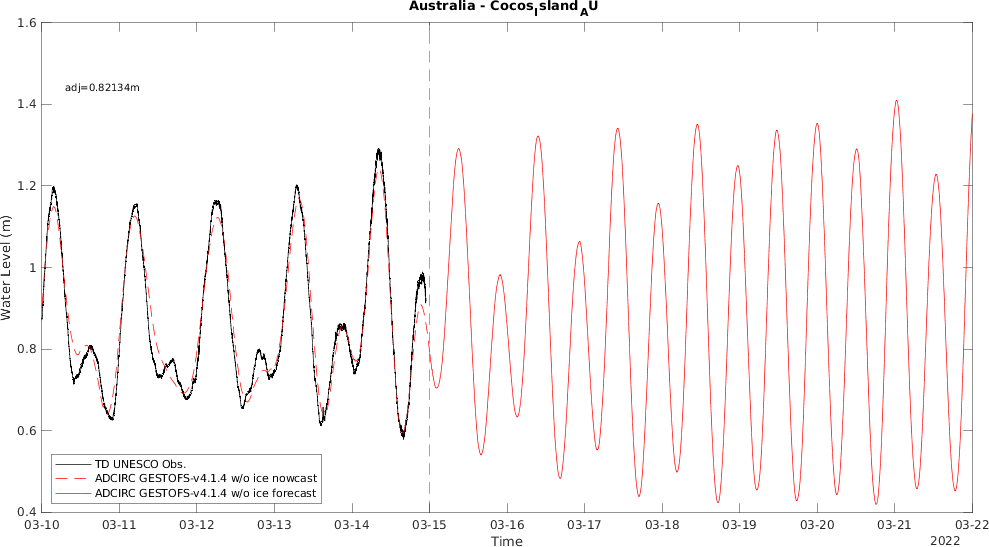 Australia - Cocos_Island_AU
1.6
1.4
1.2
1
0.8
0.6
0.4
Water Level (m)
adj=0.82134m
TD UNESCO Obs.
ADCIRC GESTOFS-v4.1.4 w/o ice nowcast
ADCIRC GESTOFS-v4.1.4 w/o ice forecast
03-10 03-11 03-12 03-13 03-14 03-15 03-16 03-17 03-18 03-19 03-20 03-21 03-22
Time
2022